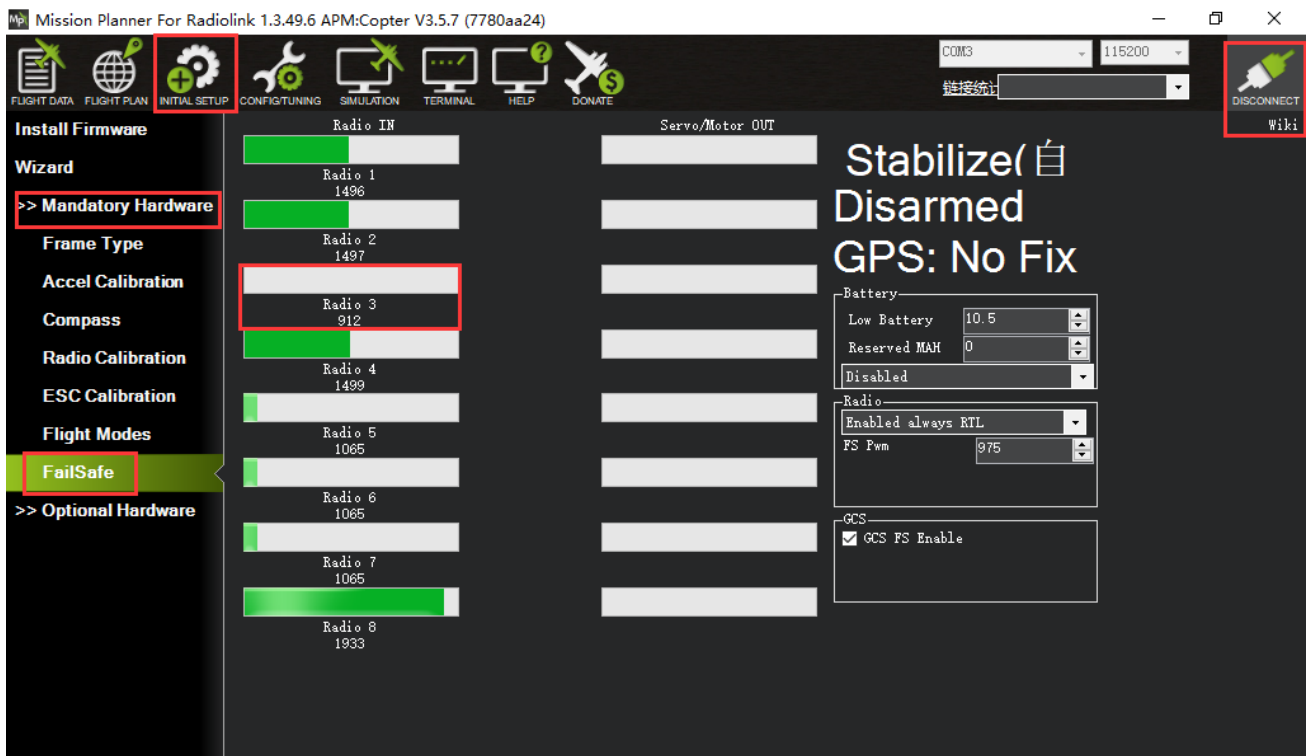 Mission Planner For Radiolink 1.3.49.6 APM:Copter V3.5.7 (7780aa24)
FLIGHT DATA FLIGHT PLAN INITIAL SETUP CONFIG/TUNING SIMULATION TERMINAL HELP DONATE
COM3 115200
链接统计
DISCONNECT
Wiki
Install Firmware
Wizard
>> Mandatory Hardware
Frame Type
Accel Calibration
Compass
Radio Calibration
ESC Calibration
Flight Modes
FailSafe
>> Optional Hardware
Radio IN
Radio 1
1496
Radio 2
1497
Radio 3
912
Radio 4
1499
Radio 5
1065
Radio 6
1065
Radio 7
1065
Radio 8
1933
Servo/Motor OUT
Stabilize(自
Disarmed
GPS: No Fix
Battery
Low Battery 10.5
Reserved MAH 0
Disabled
Radio
Enabled always RTL
FS Pwm 975
GCS
GCS FS Enable